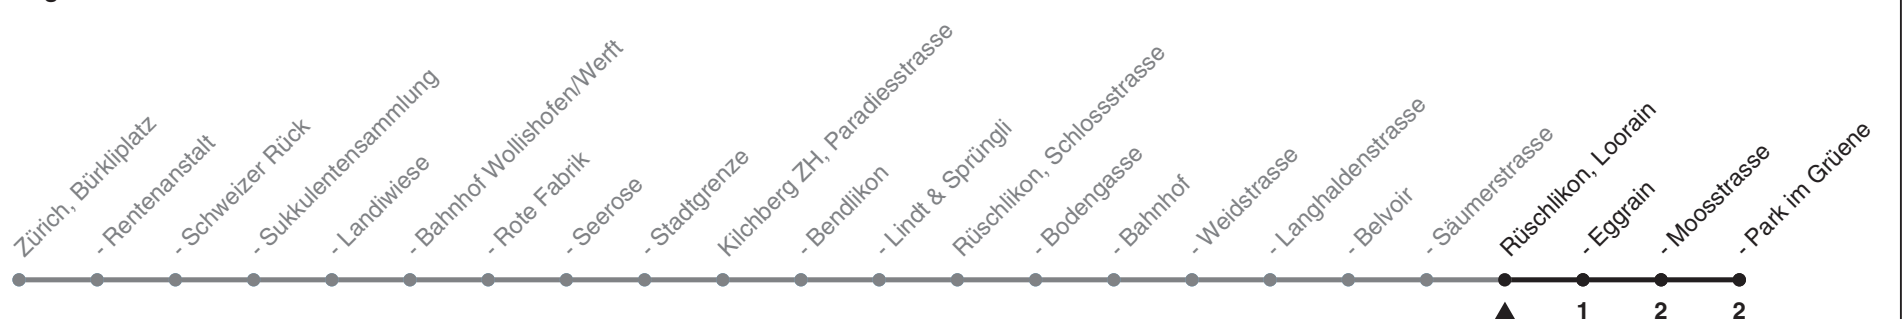 Zürich, Bürkliplatz
- Rentenanstalt
- Schweizer Rück
- Sukkulentensammlung
- Landiwiese
- Bahnhof Wollishofen/Werft
- Rote Fabrik
- Seerose
- Stadtgrenze
Kilchberg ZH, Paradiesstrasse
- Bendlikon
- Lindt & Sprüngli
Rüschlikon, Schlossstrasse
- Bodengasse
- Bahnhof
- Weidstrasse
- Langhaldenstrasse
- Belvoir
- Säumerstrasse
Rüschlikon, Loorain
- Eggrain
- Moosstrasse
- Park im Grüene
1 2 2